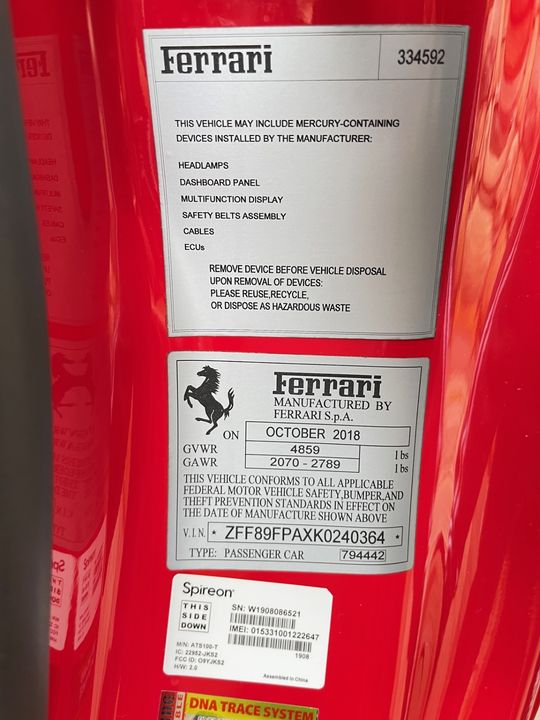 Ferrari 334592
THIS VEHICLE MAY INCLUDE MERCURY-CONTAINING
DEVICES INSTALLED BY THE MANUFACTURER:
HEADLAMPS
DASHBOARD PANEL
MULTIFUNCTION DISPLAY
SAFETY BELTS ASSEMBLY
CABLES
ECUs
REMOVE DEVICE BEFORE VEHICLE DISPOSAL
UPON REMOVAL OF DEVICES:
PLEASE REUSE,RECYCLE,
OR DISPOSE AS HAZARDOUS WASTE
Ferrari
MANUFACTURED BY
FERRARI S.p.A.
ON OCTOBER 2018
GVWR 4859 lbs
GAWR 2070 - 2789 lbs
THIS VEHICLE CONFORMS TO ALL APPLICABLE
FEDERAL MOTOR VEHICLE SAFETY,BUMPER,AND
THEFT PREVENTION STANDARDS IN EFFECT ON
THE DATE OF MANUFACTURE SHOWN ABOVE
V.I.N. * ZFF89FPAXK0240364 *
TYPE: PASSENGER CAR 794442
Spireon
THIS
SIDE
DOWN
SN: W1908086521
IMEI: 015331001222647
M/N: ATS100-T
1908
IC: 22952-JKS2
FCC ID: O9YJKS2
H/W: 2.0
Assembled in China
DNA TRACE SYSTEM